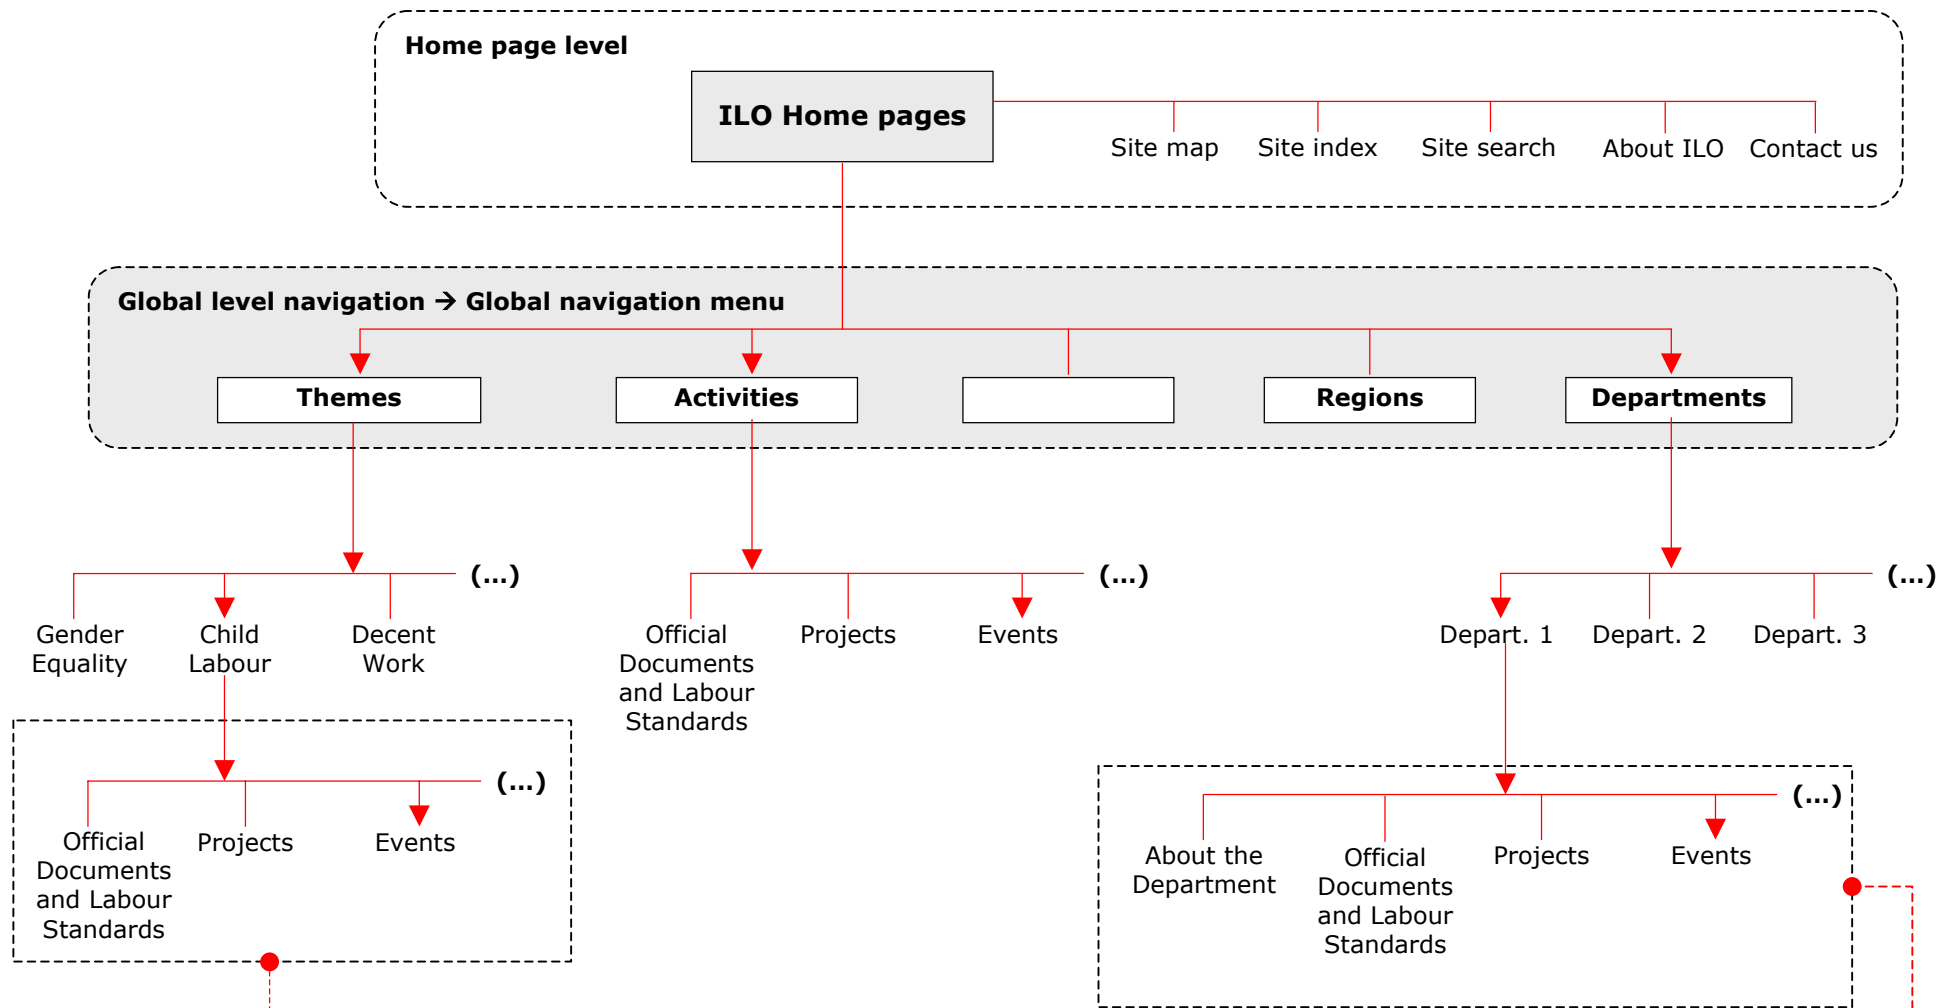 Home page level
ILO Home pages
Site map
Site index
Site search
About ILO
Contact us
Global level navigation → Global navigation menu
Themes
Activities
Regions
Departments
(...)
Gender
Equality
Child
Labour
Decent
Work
(...)
Official
Documents
and Labour
Standards
Projects
Events
(...)
Depart. 1
Depart. 2
Depart. 3
(...)
Official
Documents
and Labour
Standards
Projects
Events
(...)
About the
Department
Official
Documents
and Labour
Standards
Projects
Events